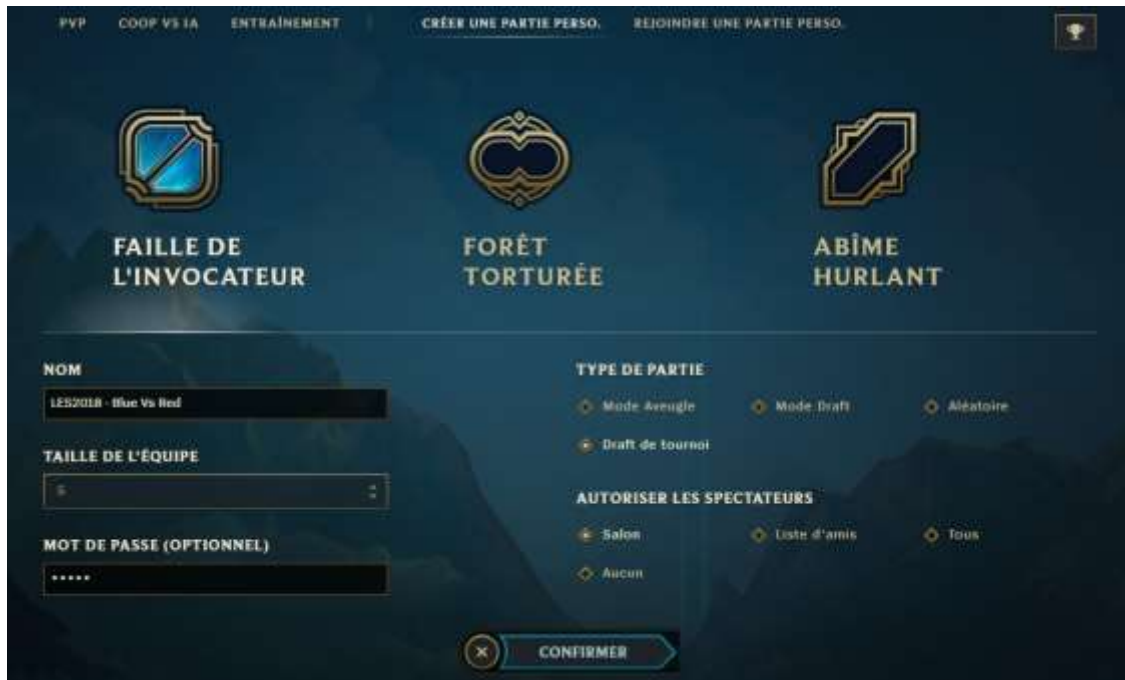 PVP COOP VS IA ENTRAÎNEMENT CRÉER UNE PARTIE PERSO. REJOINDRE UNE PARTIE PERSO.
FAILLE DE
L'INVOCATEUR
FORÊT
TORTURÉE
ABÎME
HURLANT
NOM
LES2018 - Blue Vs Red
TAILLE DE L'ÉQUIPE
5
MOT DE PASSE (OPTIONNEL)
•••••
TYPE DE PARTIE
Mode Aveugle Mode Draft Aléatoire
Draft de tournoi
AUTORISER LES SPECTATEURS
Salon Liste d'amis Tous
Aucun
CONFIRMER